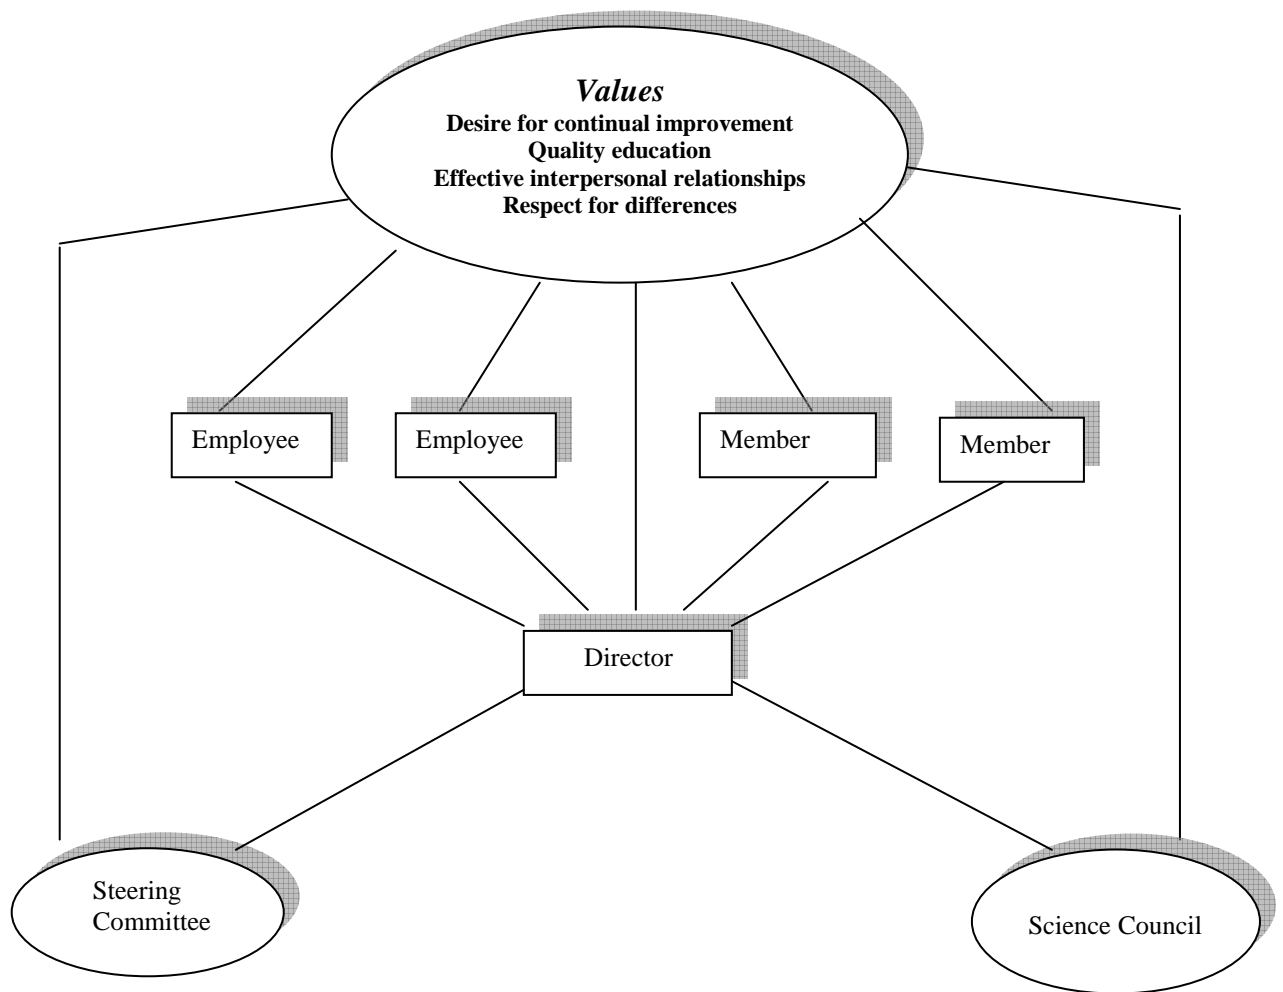 Values
Desire for continual improvement
Quality education
Effective interpersonal relationships
Respect for differences
Employee
Employee
Member
Member
Director
Steering
Committee
Science Council